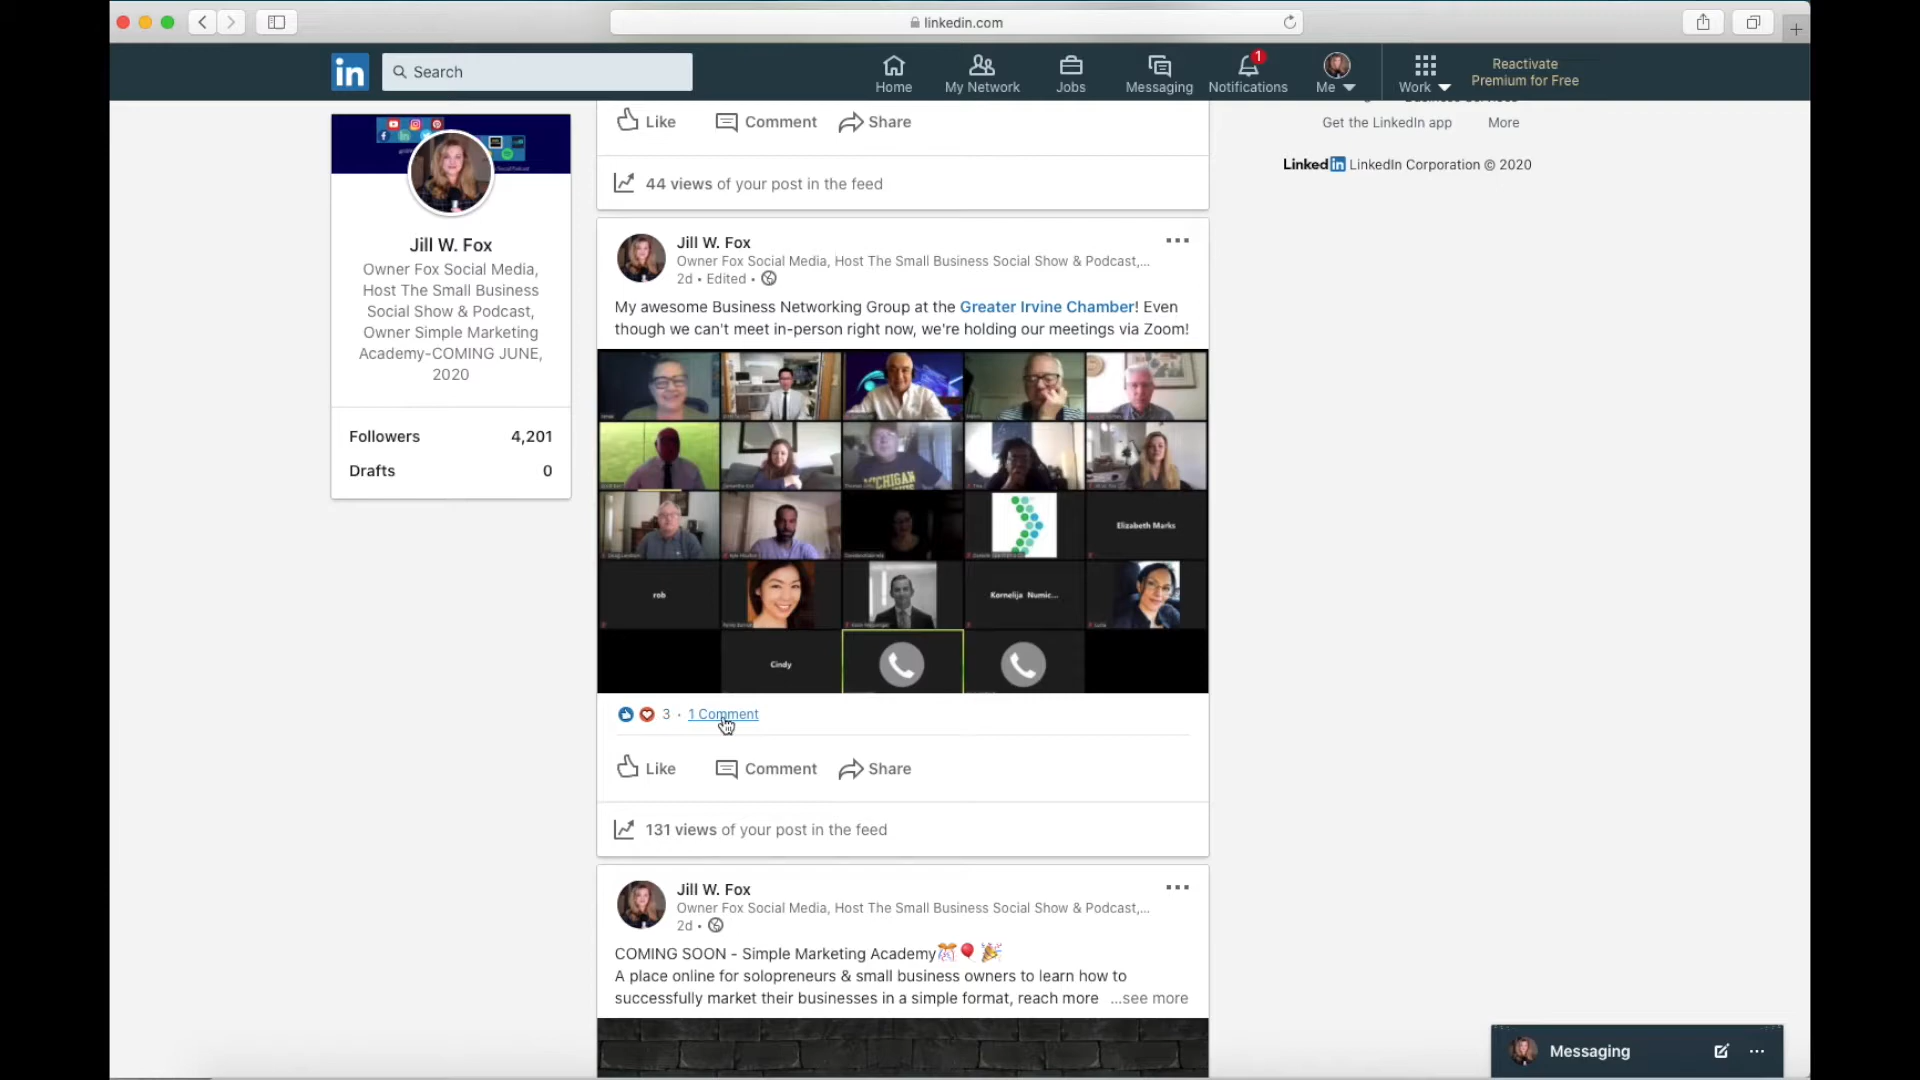 linkedin.com
in
Search
Home
My Network
Jobs
Messaging
1
Notifications
Me
Work
Reactivate
Premium for Free
Get the LinkedIn app
More
LinkedIn LinkedIn Corporation © 2020
Jill W. Fox
Owner Fox Social Media,
Host The Small Business
Social Show & Podcast,
Owner Simple Marketing
Academy-COMING JUNE,
2020
Followers 4,201
Drafts 0
Like Comment Share
44 views of your post in the feed
Jill W. Fox
Owner Fox Social Media, Host The Small Business Social Show & Podcast,...
2d • Edited •
My awesome Business Networking Group at the Greater Irvine Chamber! Even
though we can't meet in-person right now, we're holding our meetings via Zoom!
MICHIGAN
Elizabeth Marks
rob
Kornelija Numic...
Cindy
3 · 1 Comment
Like Comment Share
131 views of your post in the feed
Jill W. Fox
Owner Fox Social Media, Host The Small Business Social Show & Podcast,...
2d •
COMING SOON - Simple Marketing Academy🎊🎈 🎉
A place online for solopreneurs & small business owners to learn how to
successfully market their businesses in a simple format, reach more ...see more
Messaging